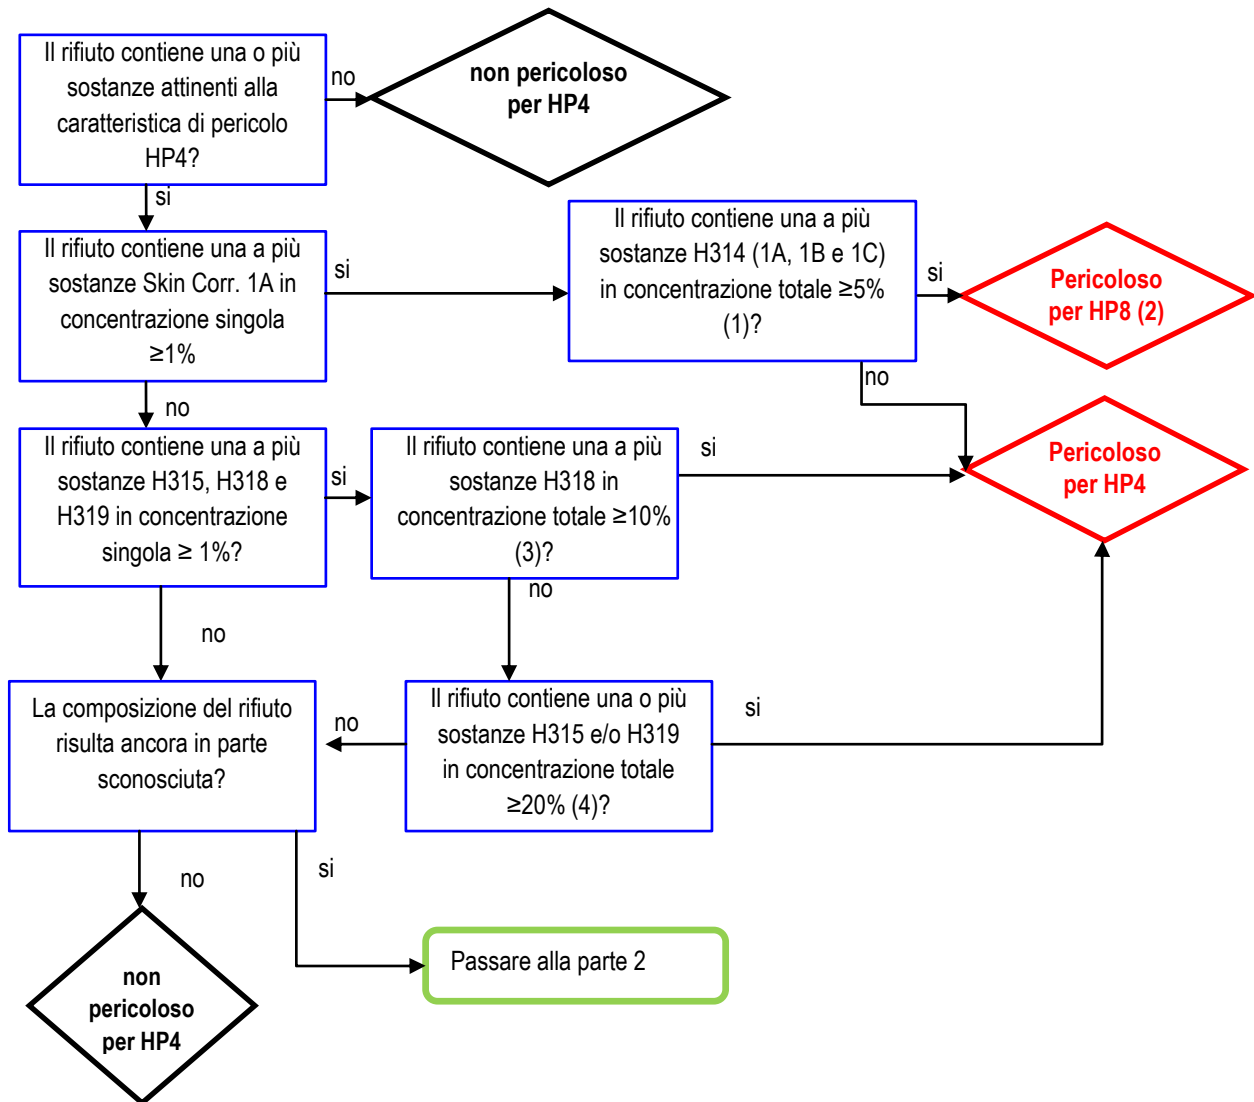 Il rifiuto contiene una o più
sostanze attinenti alla
caratteristica di pericolo
HP4?
no
non pericoloso
per HP4
si
Il rifiuto contiene una a più
sostanze Skin Corr. 1A in
concentrazione singola
≥1%
si
Il rifiuto contiene una a più
sostanze H314 (1A, 1B e 1C)
in concentrazione totale ≥5%
(1)?
si
Pericoloso
per HP8 (2)
no
no
Il rifiuto contiene una a più
sostanze H315, H318 e
H319 in concentrazione
singola ≥ 1%?
si
Il rifiuto contiene una a più
sostanze H318 in
concentrazione totale ≥10%
(3)?
si
Pericoloso
per HP4
no
no
La composizione del rifiuto
risulta ancora in parte
sconosciuta?
no
Il rifiuto contiene una o più
sostanze H315 e/o H319
in concentrazione totale
≥20% (4)?
si
no
si
non
pericoloso
per HP4
Passare alla parte 2